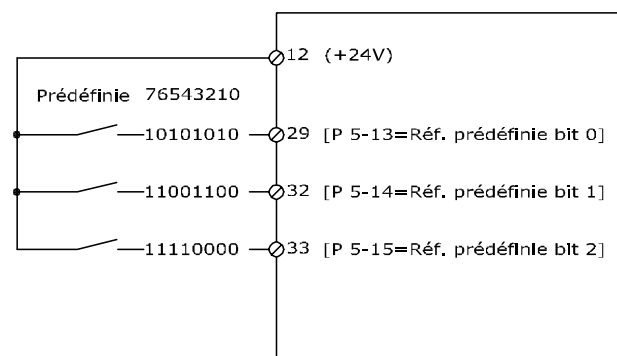 12 (+24V)
Prédéfinie 76543210
10101010 29 [P 5-13=Réf. prédéfinie bit 0]
11001100 32 [P 5-14=Réf. prédéfinie bit 1]
11110000 33 [P 5-15=Réf. prédéfinie bit 2]